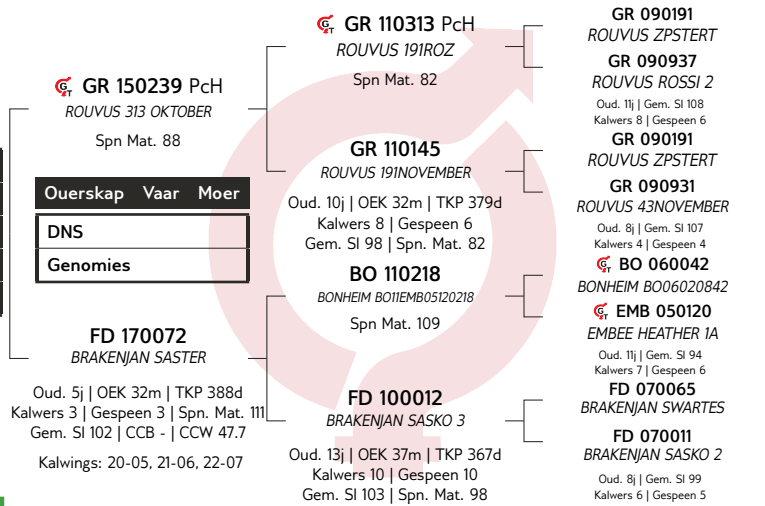 GR 150239 PcH
ROUVUS 313 OKTOBER
Spn Mat. 88
Ouerskap Vaar Moer
DNS
Genomies
FD 170072
BRAKENJAN SASTER
Oud. 5j | OEK 32m | TKP 388d
Kalwers 3 | Gespeen 3 | Spn. Mat. 111
Gem. SI 102 | CCB - | CCW 47.7
Kalwings: 20-05, 21-06, 22-07
GR 110313 PcH
ROUVUS 191ROZ
Spn Mat. 82
GR 110145
ROUVUS 191NOVEMBER
Oud. 10j | OEK 32m | TKP 379d
Kalwers 8 | Gespeen 6
Gem. SI 98 | Spn. Mat. 82
BO 110218
BONHEIM BO11EMB05120218
Spn Mat. 109
FD 100012
BRAKENJAN SASKO 3
Oud. 13j | OEK 37m | TKP 367d
Kalwers 10 | Gespeen 10
Gem. SI 103 | Spn. Mat. 98
GR 090191
ROUVUS ZPSTERT
GR 090937
ROUVUS ROSSI 2
Oud. 11j | Gem. SI 108
Kalwers 8 | Gespeen 6
GR 090191
ROUVUS ZPSTERT
GR 090931
ROUVUS 43NOVEMBER
Oud. 8j | Gem. SI 107
Kalwers 4 | Gespeen 4
BO 060042
BONHEIM BO06020842
EMB 050120
EMBEE HEATHER 1A
Oud. 11j | Gem. SI 94
Kalwers 7 | Gespeen 6
FD 070065
BRAKENJAN SWARTES
FD 070011
BRAKENJAN SASKO 2
Oud. 8j | Gem. SI 99
Kalwers 6 | Gespeen 5